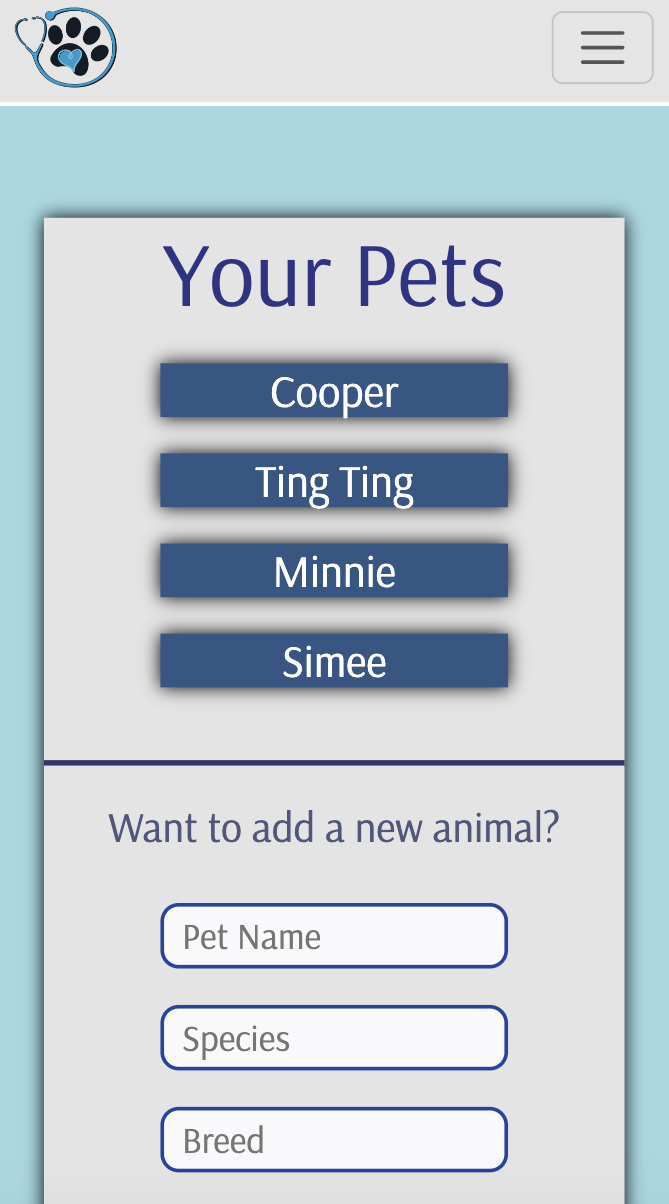 Your Pets
Cooper
Ting Ting
Minnie
Simee
Want to add a new animal?
Pet Name
Species
Breed